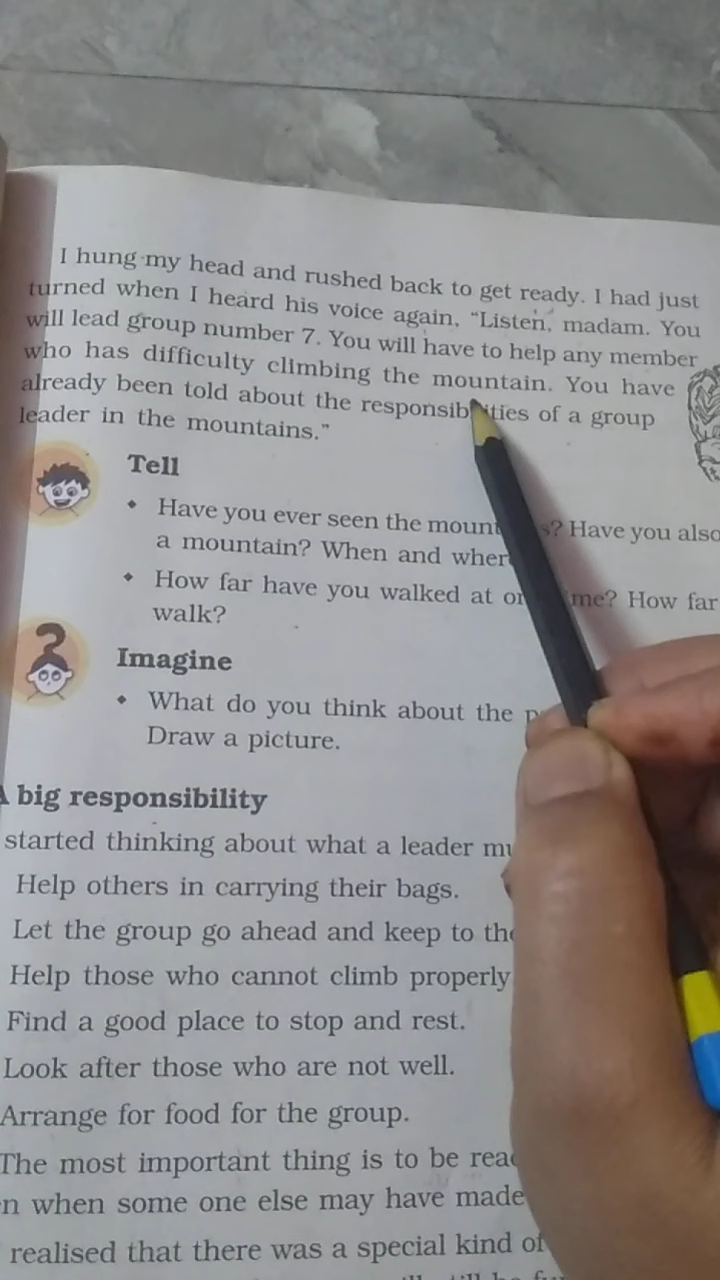 I hung my head and rushed back to get ready. I had just
turned when I heard his voice again, “Listen, madam. You
will lead group number 7. You will have to help any member
who has difficulty climbing the mountain. You have
already been told about the responsibilities of a group
leader in the mountains.”
Tell
• Have you ever seen the ? Have you also
a mountain? When and
• How far have you walked at ? How far
walk?
Imagine
• What do you think about the
Draw a picture.
A big responsibility
started thinking about what a leader
Help others in carrying their bags.
Let the group go ahead and keep to
Help those who cannot climb properly
Find a good place to stop and rest.
Look after those who are not well.
Arrange for food for the group.
The most important thing is to be
when some one else may have made
realised that there was a special kind of